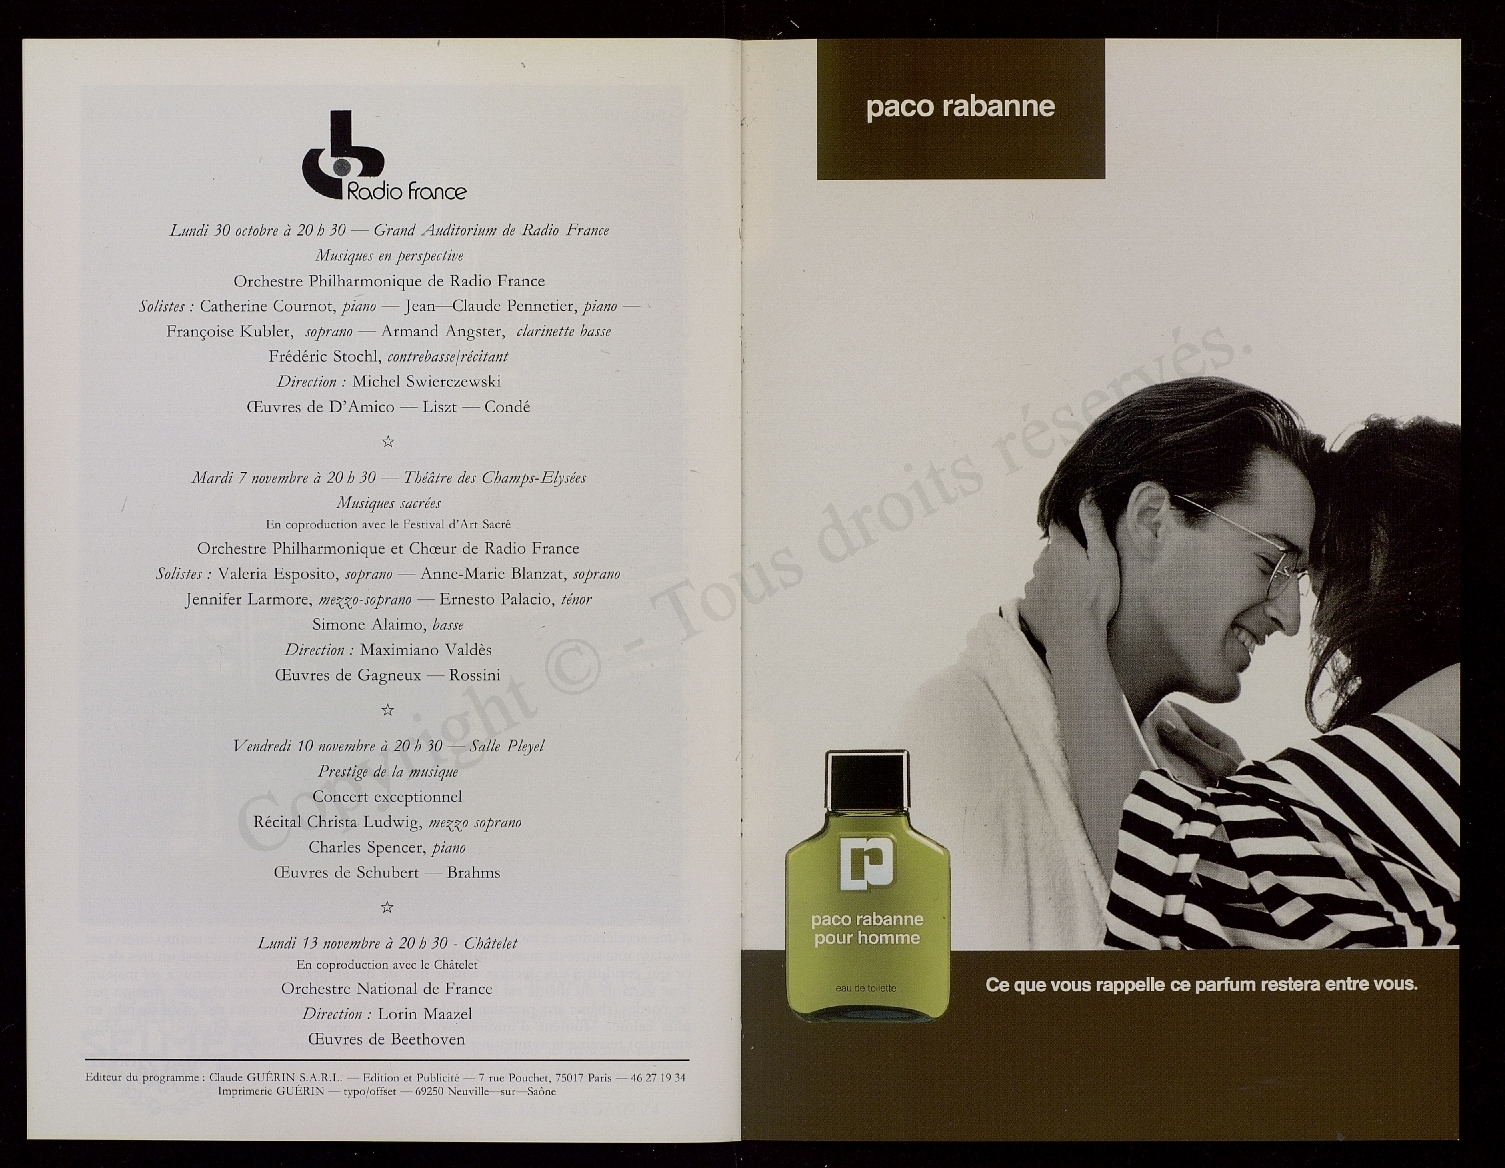 Radio France
Lundi 30 octobre à 20 h 30 — Grand Auditorium de Radio France
Musiques en perspective
Orchestre Philharmonique de Radio France
Solistes : Catherine Cournot, piano — Jean—Claude Pennetier, piano —
Françoise Kubler, soprano — Armand Angster, clarinette basse
Frédéric Stochl, contrebasse/récitant
Direction : Michel Swierczewski
Œuvres de D'Amico — Liszt — Condé
☆
Mardi 7 novembre à 20 h 30 — Théâtre des Champs-Elysées
Musiques sacrées
En coproduction avec le Festival d'Art Sacré
Orchestre Philharmonique et Chœur de Radio France
Solistes : Valeria Esposito, soprano — Anne-Marie Blanzat, soprano
Jennifer Larmore, mezzo-soprano — Ernesto Palacio, ténor
Simone Alaimo, basse
Direction : Maximiano Valdès
Œuvres de Gagneux — Rossini
☆
Vendredi 10 novembre à 20 h 30 — Salle Pleyel
Prestige de la musique
Concert exceptionnel
Récital Christa Ludwig, mezzo soprano
Charles Spencer, piano
Œuvres de Schubert — Brahms
☆
Lundi 13 novembre à 20 h 30 - Châtelet
En coproduction avec le Châtelet
Orchestre National de France
Direction : Lorin Maazel
Œuvres de Beethoven
Editeur du programme : Claude GUÉRIN S.A.R.L. — Edition et Publicité — 7 rue Pouchet, 75017 Paris — 46 27 19 34
Imprimerie GUÉRIN — typo/offset — 69250 Neuville—sur—Saône
paco rabanne
paco rabanne
pour homme
eau de toilette
Ce que vous rappelle ce parfum restera entre vous.
Copyright © - Tous droits réservés.